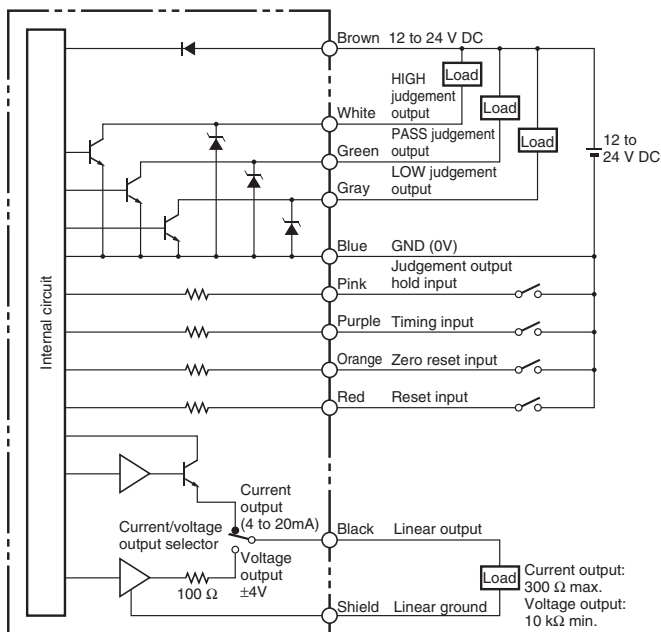 Brown 12 to 24 V DC
Load
HIGH
judgement
output
White
Load
PASS judgement
output
Green
Load
12 to
24 V DC
LOW judgement
output
Gray
Blue GND (0V)
Judgement output
hold input
Pink
Purple Timing input
Orange Zero reset input
Red Reset input
Internal circuit
Current
output
(4 to 20mA)
Current/voltage
output selector
Black Linear output
Voltage
output
±4V
100 Ω
Load
Current output:
300 Ω max.
Voltage output:
10 kΩ min.
Shield Linear ground